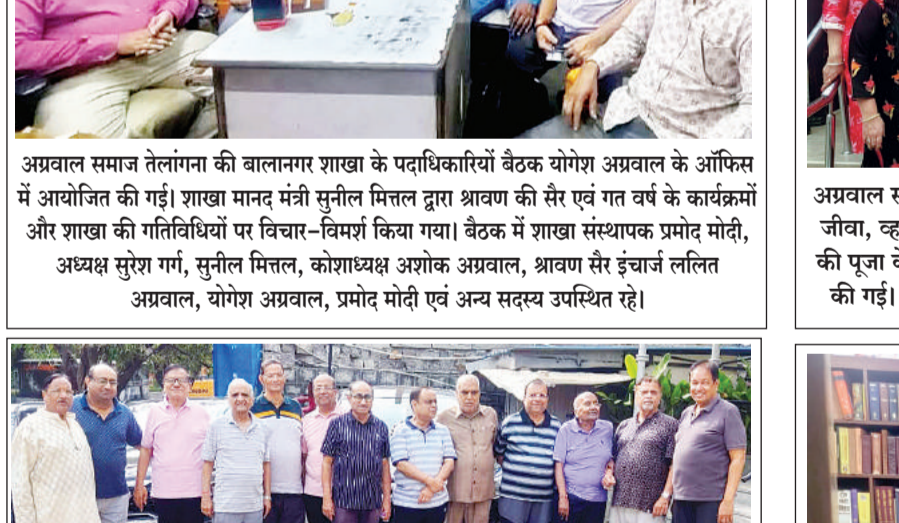 अग्रवाल समाज तेलांगना की बालानगर शाखा के पदाधिकारियों बैठक योगेश अग्रवाल के ऑफिस
में आयोजित की गई। शाखा मानद मंत्री सुनील मित्तल द्वारा श्रावण की सैर एवं गत वर्ष के कार्यक्रमों
और शाखा की गतिविधियों पर विचार-विमर्श किया गया। बैठक में शाखा संस्थापक प्रमोद मोदी,
अध्यक्ष सुरेश गर्ग, सुनील मित्तल, कोशाध्यक्ष अशोक अग्रवाल, श्रावण सैर इंचार्ज ललित
अग्रवाल, योगेश अग्रवाल, प्रमोद मोदी एवं अन्य सदस्य उपस्थित रहे।
अग्रवाल
जीवा,
की पूजा
की गई।